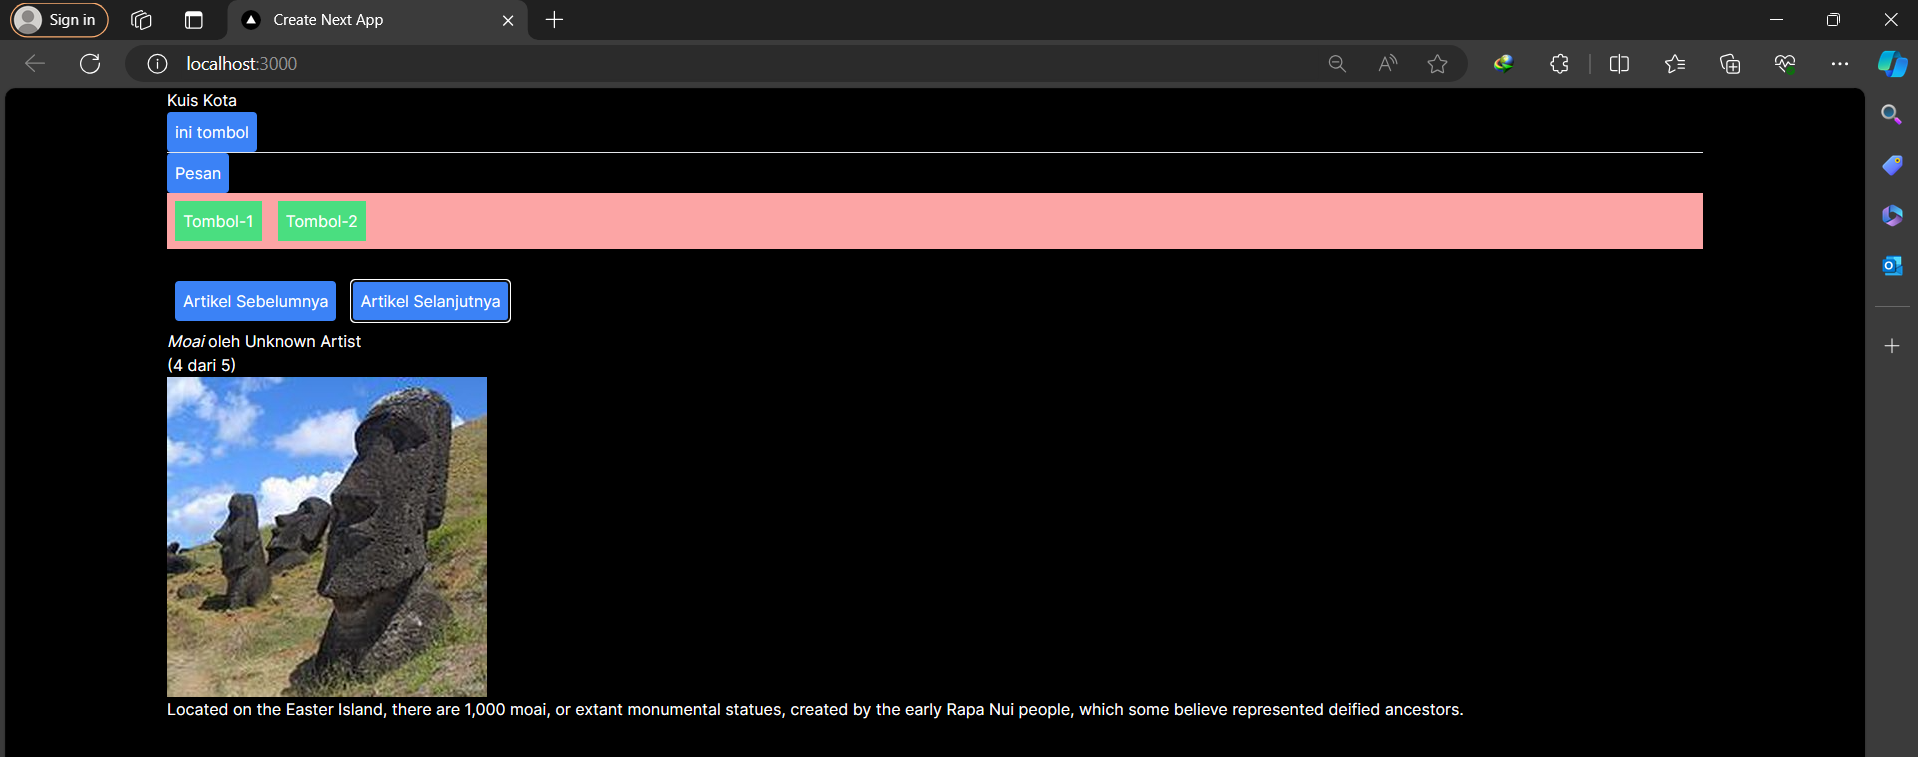 Sign in
Create Next App
localhost:3000
Kuis Kota
ini tombol
Pesan
Tombol-1 Tombol-2
Artikel Sebelumnya Artikel Selanjutnya
Moai oleh Unknown Artist
(4 dari 5)
Located on the Easter Island, there are 1,000 moai, or extant monumental statues, created by the early Rapa Nui people, which some believe represented deified ancestors.